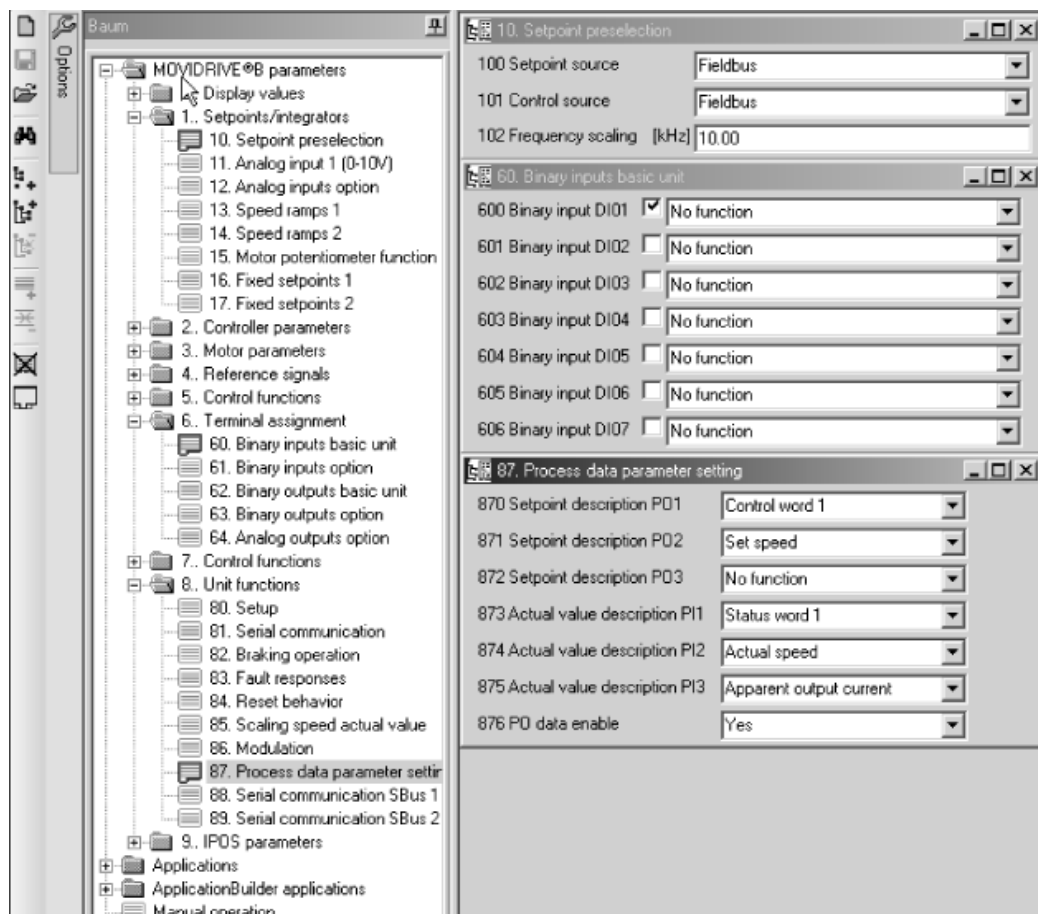 Options
Baum
MOVIDRIVE®B parameters
Display values
1.. Setpoints/integrators
10. Setpoint preselection
11. Analog input 1 (0-10V)
12. Analog inputs option
13. Speed ramps 1
14. Speed ramps 2
15. Motor potentiometer function
16. Fixed setpoints 1
17. Fixed setpoints 2
2.. Controller parameters
3.. Motor parameters
4.. Reference signals
5.. Control functions
6.. Terminal assignment
60. Binary inputs basic unit
61. Binary inputs option
62. Binary outputs basic unit
63. Binary outputs option
64. Analog outputs option
7.. Control functions
8.. Unit functions
80. Setup
81. Serial communication
82. Braking operation
83. Fault responses
84. Reset behavior
85. Scaling speed actual value
86. Modulation
87. Process data parameter settin
88. Serial communication SBus 1
89. Serial communication SBus 2
9.. IPOS parameters
Applications
ApplicationBuilder applications
Manual operation
10. Setpoint preselection
100 Setpoint source Fieldbus
101 Control source Fieldbus
102 Frequency scaling [kHz] 10.00
60. Binary inputs basic unit
600 Binary input DI01 No function
601 Binary input DI02 No function
602 Binary input DI03 No function
603 Binary input DI04 No function
604 Binary input DI05 No function
605 Binary input DI06 No function
606 Binary input DI07 No function
87. Process data parameter setting
870 Setpoint description PO1 Control word 1
871 Setpoint description PO2 Set speed
872 Setpoint description PO3 No function
873 Actual value description PI1 Status word 1
874 Actual value description PI2 Actual speed
875 Actual value description PI3 Apparent output current
876 PO data enable Yes